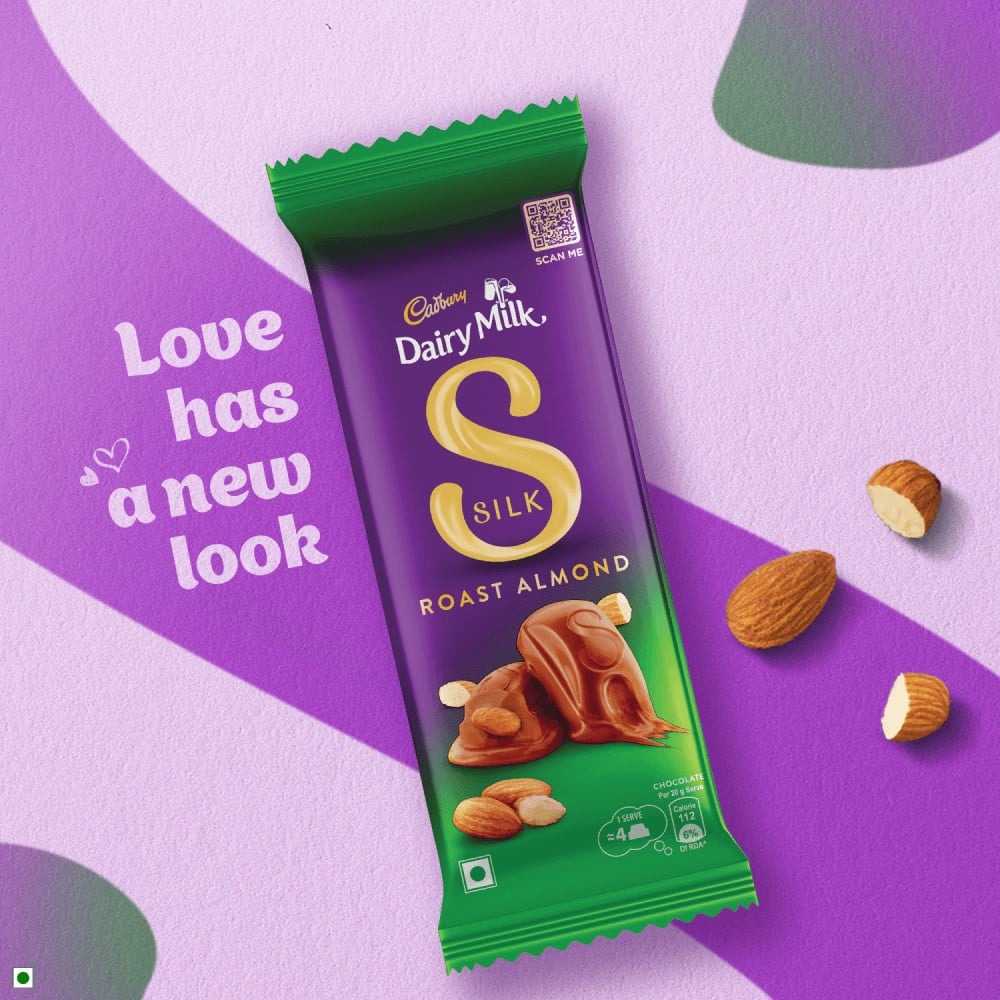 SCAN ME
Cadbury
Dairy Milk
Love
has
a new
look
S
SILK
ROAST ALMOND
CHOCOLATE
Per 20 g Serve
1 SERVE
≈4
Calorie
112
6%
Of RDA*